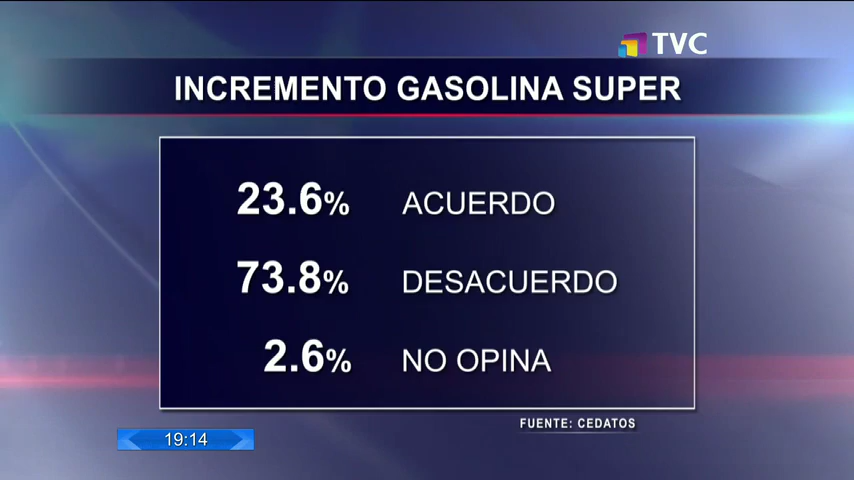 TVC
INCREMENTO GASOLINA SUPER
23.6% ACUERDO
73.8% DESACUERDO
2.6% NO OPINA
FUENTE: CEDATOS
19:14